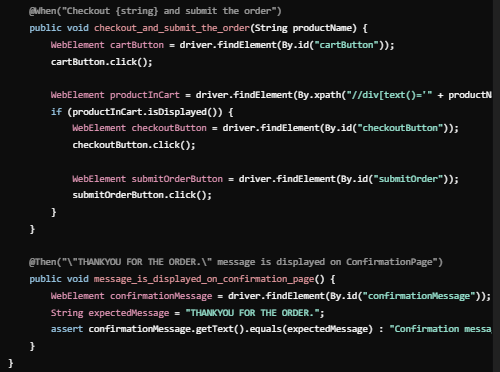 @When("Checkout {string} and submit the order")
public void checkout_and_submit_the_order(String productName) {
WebElement cartButton = driver.findElement(By.id("cartButton"));
cartButton.click();
WebElement productInCart = driver.findElement(By.xpath("//div[text()='" + productN
if (productInCart.isDisplayed()) {
WebElement checkoutButton = driver.findElement(By.id("checkoutButton"));
checkoutButton.click();
WebElement submitOrderButton = driver.findElement(By.id("submitOrder"));
submitOrderButton.click();
}
}
@Then("\"THANKYOU FOR THE ORDER.\" message is displayed on ConfirmationPage")
public void message_is_displayed_on_confirmation_page() {
WebElement confirmationMessage = driver.findElement(By.id("confirmationMessage"));
String expectedMessage = "THANKYOU FOR THE ORDER.";
assert confirmationMessage.getText().equals(expectedMessage) : "Confirmation messa
}
}